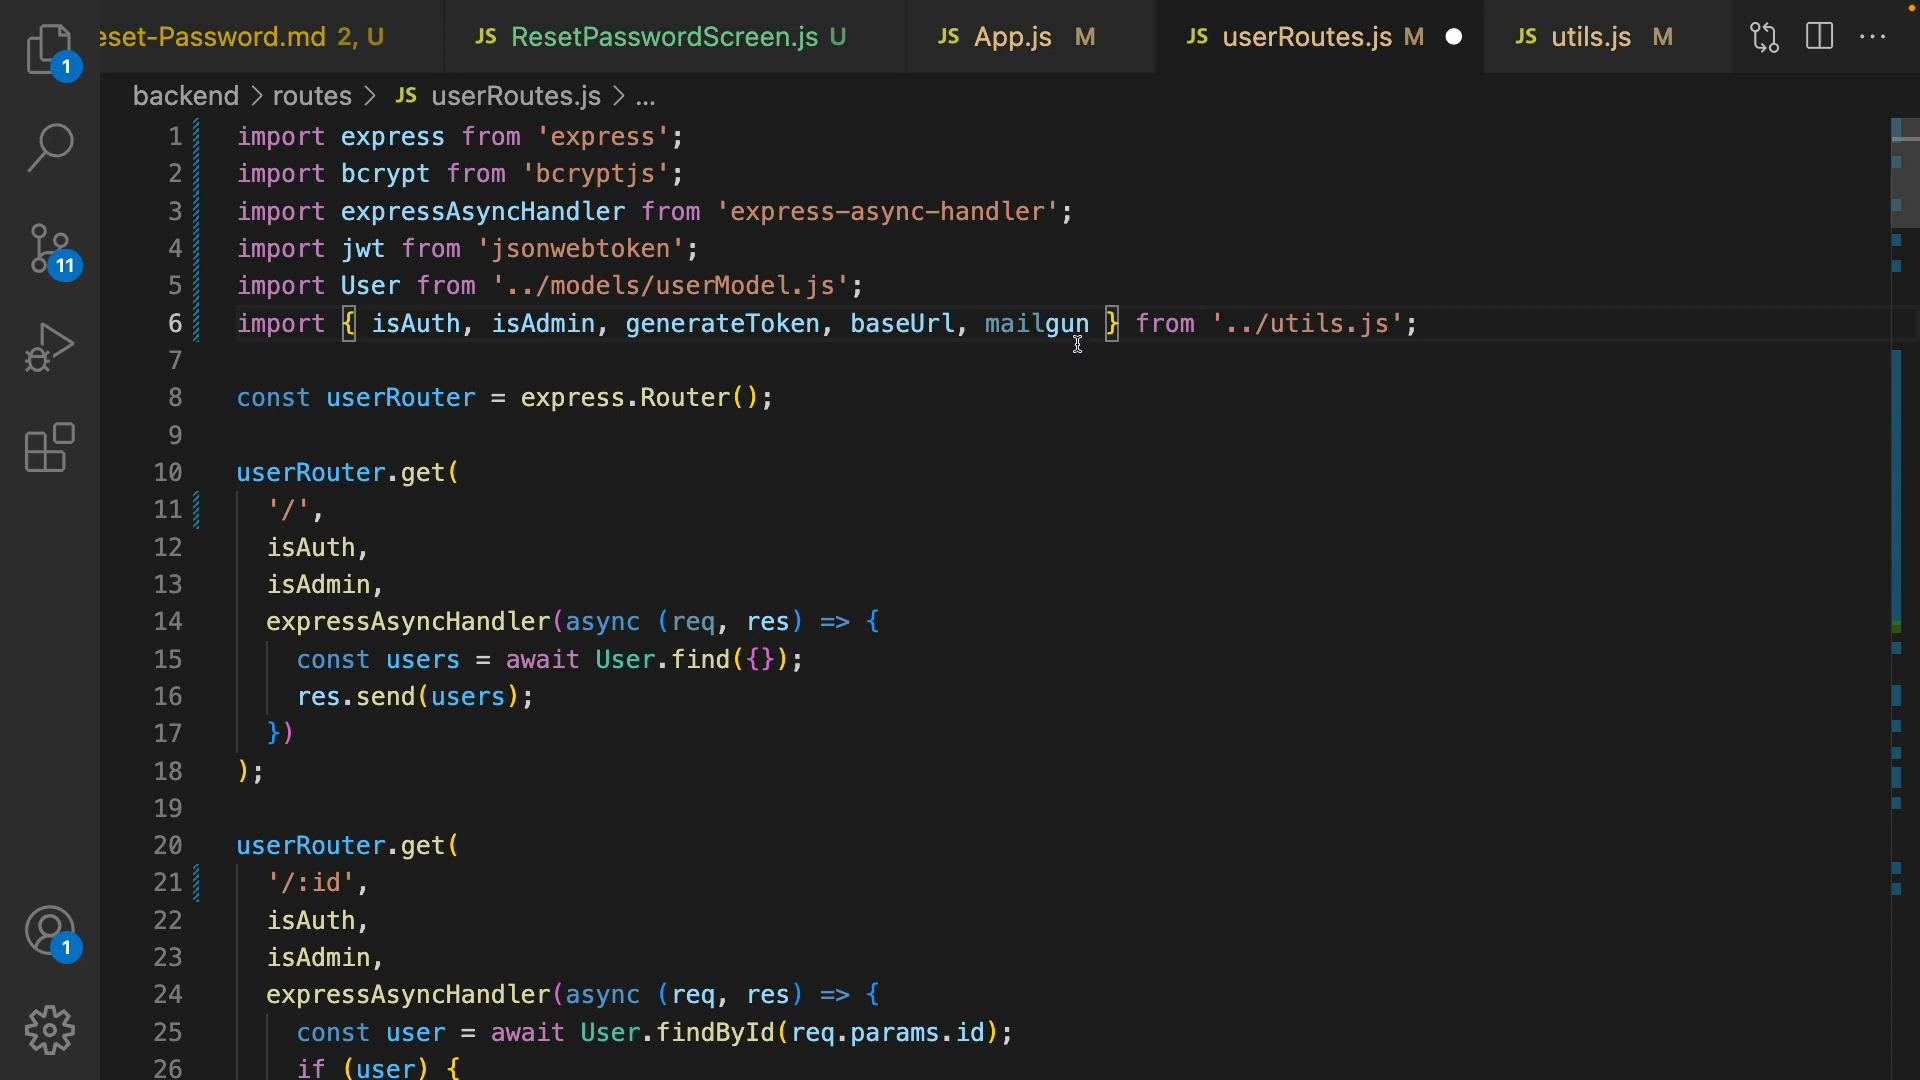 eset-Password.md 2, U JS ResetPasswordScreen.js U JS App.js M JS userRoutes.js M JS utils.js M
backend > routes > JS userRoutes.js > ...
1 import express from 'express';
2 import bcrypt from 'bcryptjs';
3 import expressAsyncHandler from 'express-async-handler';
4 import jwt from 'jsonwebtoken';
5 import User from '../models/userModel.js';
6 import { isAuth, isAdmin, generateToken, baseUrl, mailgun } from '../utils.js';
7
8 const userRouter = express.Router();
9
10 userRouter.get(
11 '/',
12 isAuth,
13 isAdmin,
14 expressAsyncHandler(async (req, res) => {
15 const users = await User.find({});
16 res.send(users);
17 })
18 );
19
20 userRouter.get(
21 '/:id',
22 isAuth,
23 isAdmin,
24 expressAsyncHandler(async (req, res) => {
25 const user = await User.findById(req.params.id);
26 if (user) {
1
11
1